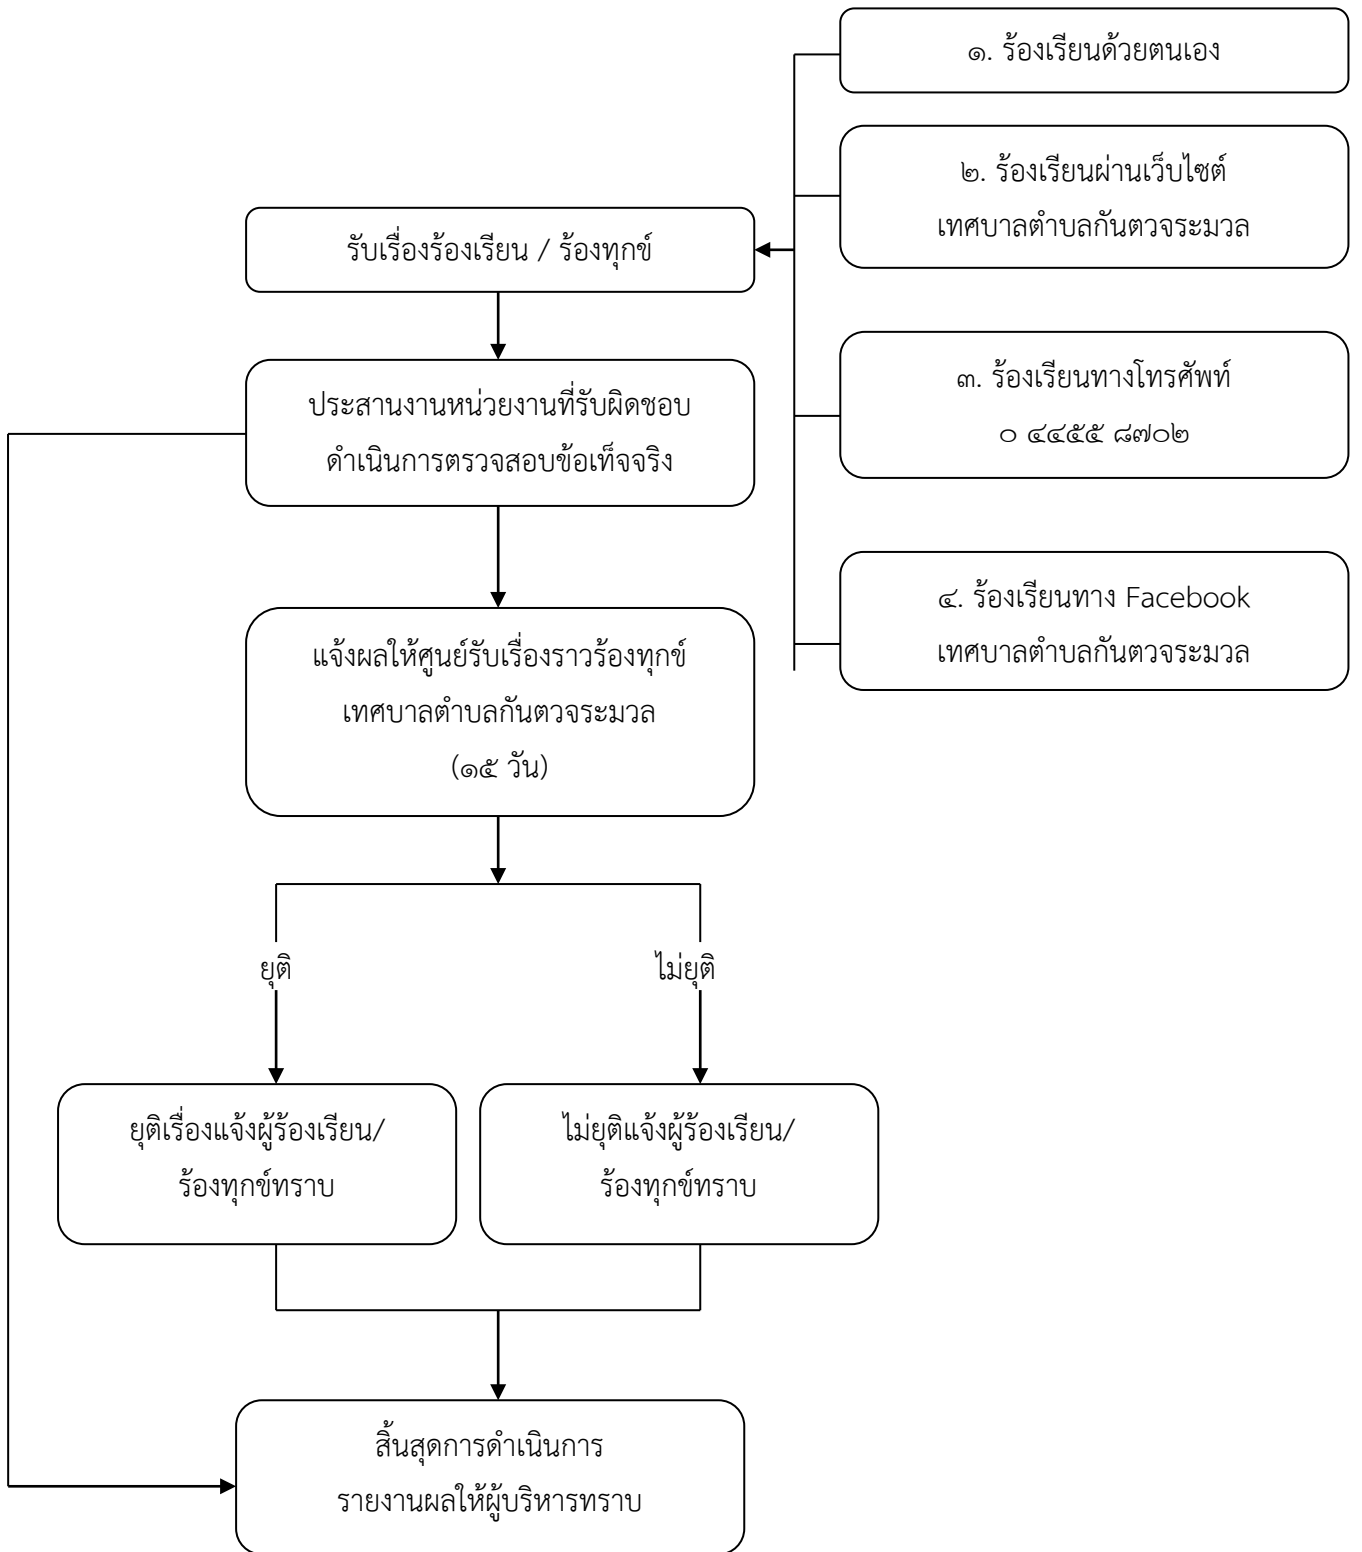 ๑. ร้องเรียนด้วยตนเอง
๒. ร้องเรียนผ่านเว็บไซต์
เทศบาลตำบลกันตวจระมวล
รับเรื่องร้องเรียน / ร้องทุกข์
๓. ร้องเรียนทางโทรศัพท์
๐ ๔๔๕๕ ๘๗๐๒
ประสานงานหน่วยงานที่รับผิดชอบ
ดำเนินการตรวจสอบข้อเท็จจริง
๔. ร้องเรียนทาง Facebook
เทศบาลตำบลกันตวจระมวล
แจ้งผลให้ศูนย์รับเรื่องราวร้องทุกข์
เทศบาลตำบลกันตวจระมวล
(๑๕ วัน)
ยุติ
ไม่ยุติ
ยุติเรื่องแจ้งผู้ร้องเรียน/
ร้องทุกข์ทราบ
ไม่ยุติแจ้งผู้ร้องเรียน/
ร้องทุกข์ทราบ
สิ้นสุดการดำเนินการ
รายงานผลให้ผู้บริหารทราบ